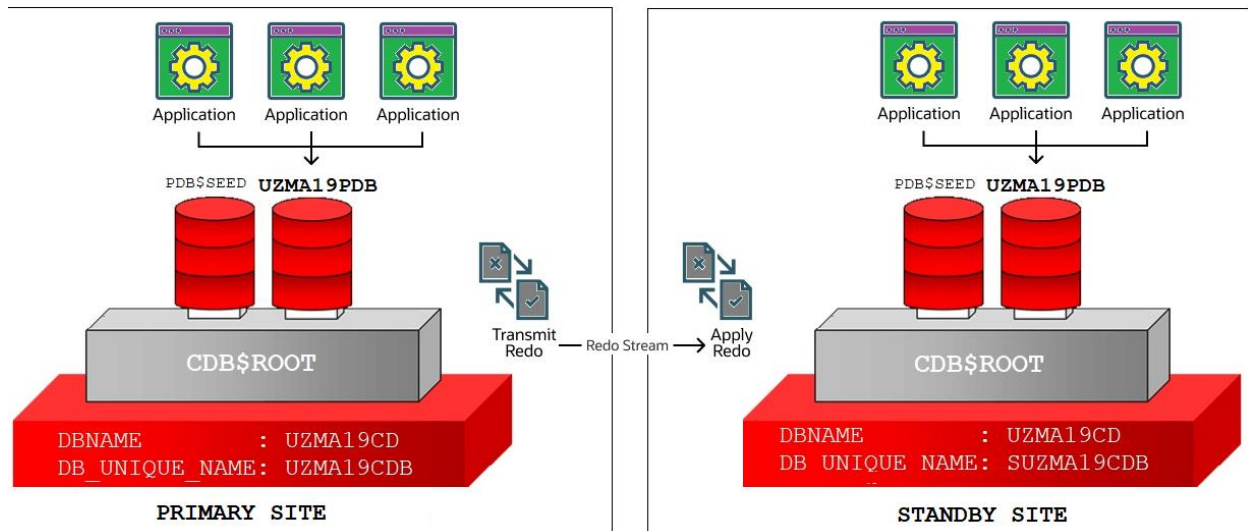 Application
Application
Application
PDB$SEED
UZMA19PDB
CDB$ROOT
DBNAME : UZMA19CD
DB_UNIQUE_NAME: UZMA19CDB
PRIMARY SITE
Transmit
Redo
Redo Stream
Apply
Redo
Application
Application
Application
PDB$SEED
UZMA19PDB
CDB$ROOT
DBNAME : UZMA19CD
DB UNIQUE NAME: SUZMA19CDB
STANDBY SITE